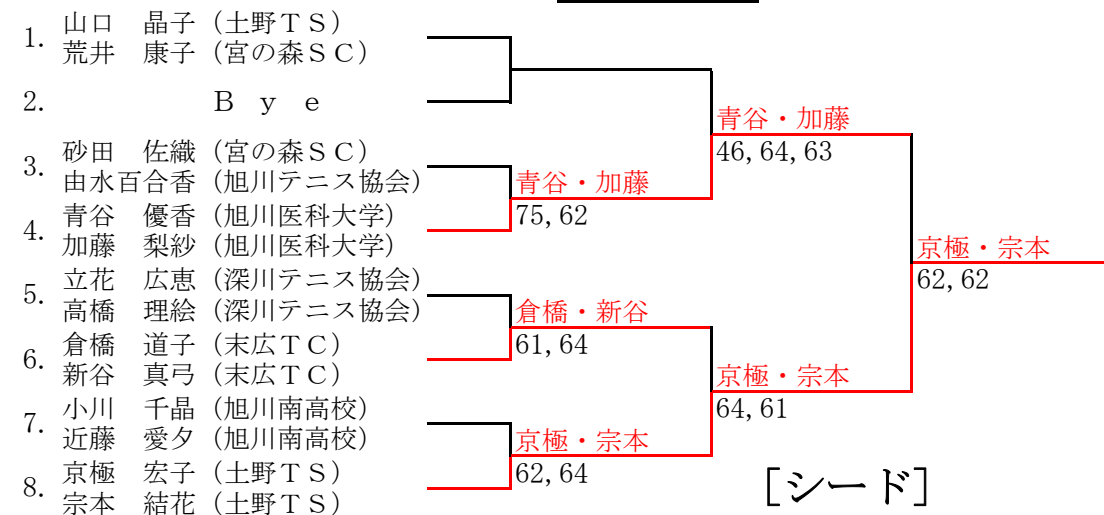 1. 山口 晶子 (土野TS)
荒井 康子 (宮の森SC)
2. Bye
3. 砂田 佐織 (宮の森SC)
由水百合香 (旭川テニス協会)
4. 青谷 優香 (旭川医科大学)
加藤 梨紗 (旭川医科大学)
5. 立花 広恵 (深川テニス協会)
高橋 理絵 (深川テニス協会)
6. 倉橋 道子 (末広TC)
新谷 真弓 (末広TC)
7. 小川 千晶 (旭川南高校)
近藤 愛夕 (旭川南高校)
8. 京極 宏子 (土野TS)
宗本 結花 (土野TS)
青谷・加藤
75,62
倉橋・新谷
61,64
京極・宗本
62,64
青谷・加藤
46,64,63
京極・宗本
64,61
京極・宗本
62,62
[シード]